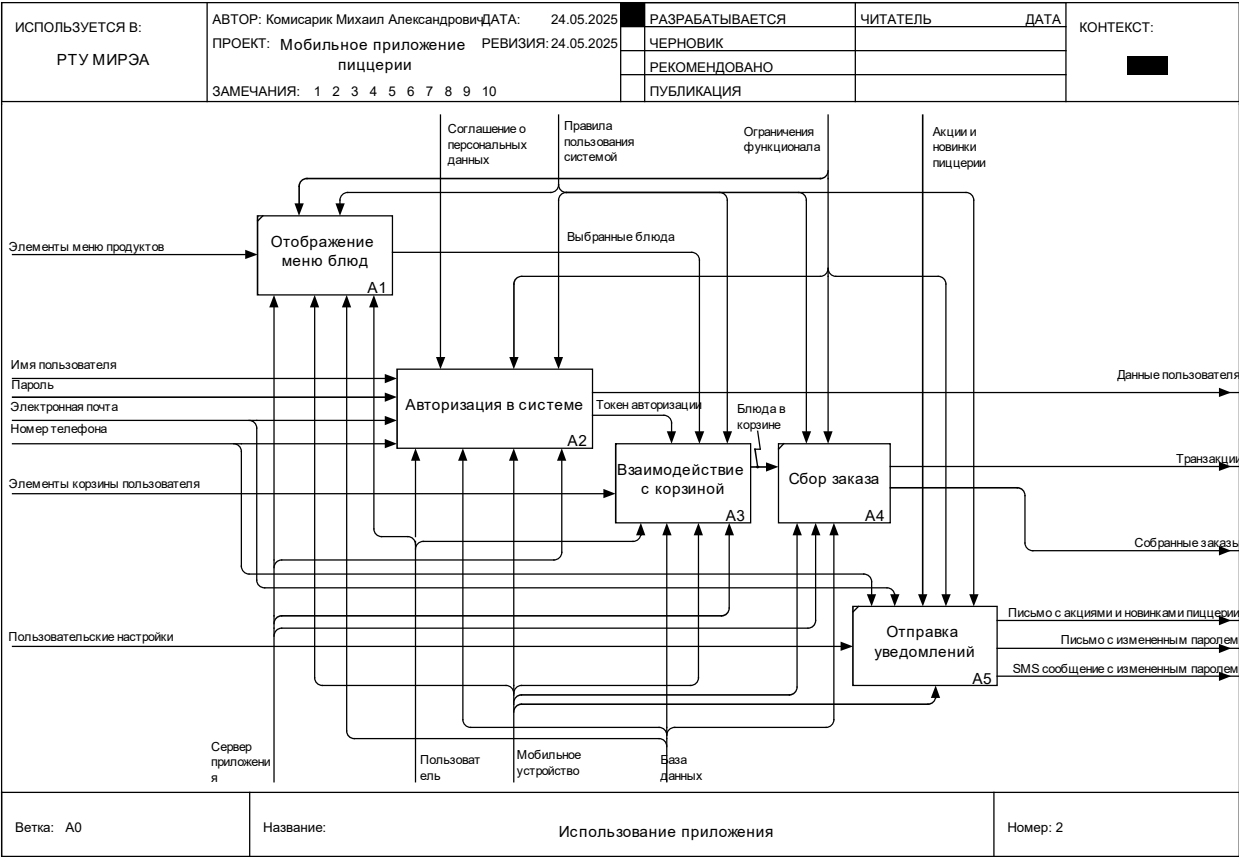 ИСПОЛЬЗУЕТСЯ В:
РТУ МИРЭА
АВТОР: Комисарик Михаил Александрович ДАТА: 24.05.2025
ПРОЕКТ: Мобильное приложение пиццерии
РЕВИЗИЯ: 24.05.2025
ЗАМЕЧАНИЯ: 1 2 3 4 5 6 7 8 9 10
РАЗРАБАТЫВАЕТСЯ
ЧЕРНОВИК
РЕКОМЕНДОВАНО
ПУБЛИКАЦИЯ
ЧИТАТЕЛЬ ДАТА
КОНТЕКСТ:
Соглашение о
персональных
данных
Правила
пользования
системой
Ограничения
функционала
Акции и
новинки
пиццерии
Элементы меню продуктов
Отображение
меню блюд
A1
Выбранные блюда
Имя пользователя
Пароль
Электронная почта
Номер телефона
Авторизация в системе
A2
Токен авторизации
Блюда в
корзине
Данные пользователя
Элементы корзины пользователя
Взаимодействие
с корзиной
A3
Сбор заказа
A4
Транзакции
Собранные заказы
Пользовательские настройки
Отправка
уведомлений
A5
Письмо с акциями и новинками пиццерии
Письмо с измененным паролем
SMS сообщение с измененным паролем
Сервер
приложени
я
Пользоват
ель
Мобильное
устройство
База
данных
Ветка: A0
Название:
Использование приложения
Номер: 2